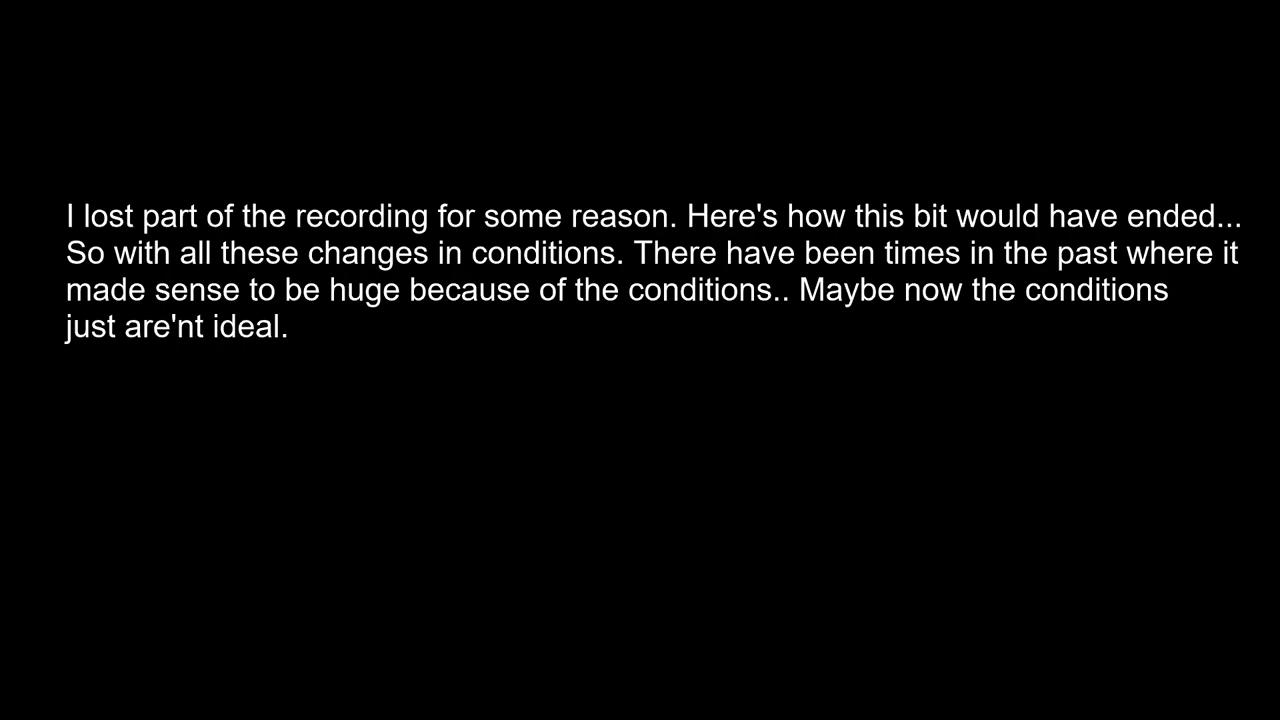 I lost part of the recording for some reason. Here's how this bit would have ended...
So with all these changes in conditions. There have been times in the past where it
made sense to be huge because of the conditions.. Maybe now the conditions
just are'nt ideal.